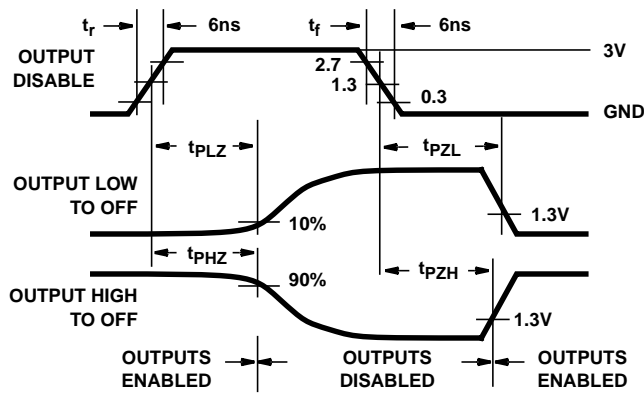 tr 6ns tf 6ns
OUTPUT
DISABLE
3V
2.7
1.3
0.3
GND
tPLZ tPZL
OUTPUT LOW
TO OFF
10%
1.3V
tPHZ tPZH
90%
OUTPUT HIGH
TO OFF
1.3V
OUTPUTS
ENABLED
OUTPUTS
DISABLED
OUTPUTS
ENABLED